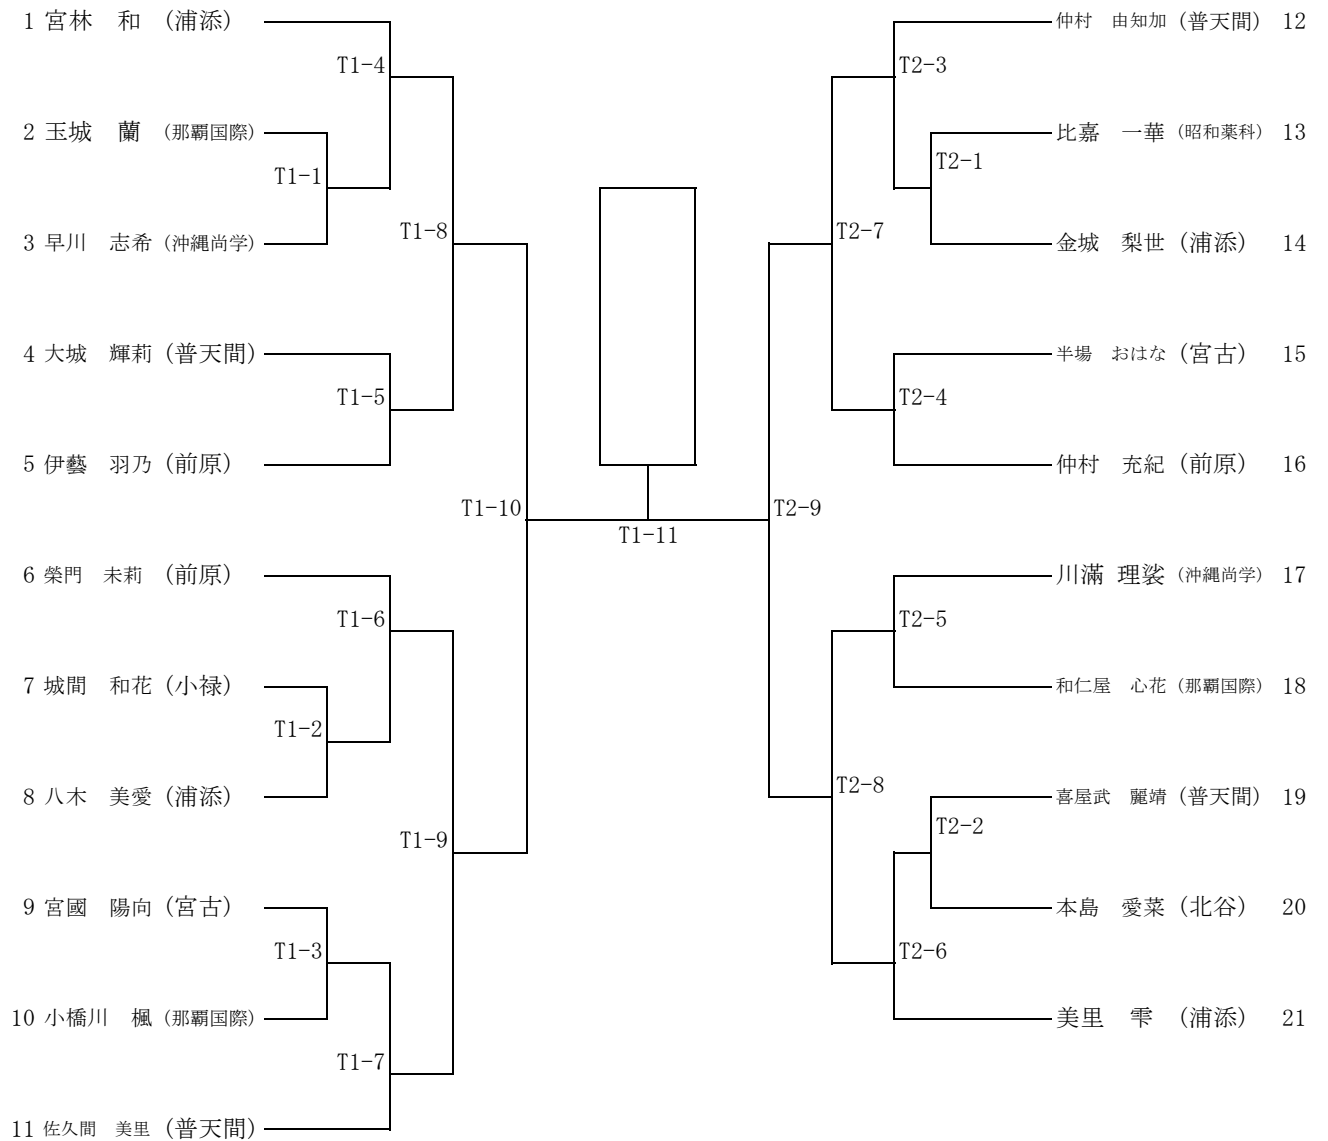 1 宮林　和　(浦添)
T1-4
2 玉城　蘭　(那覇国際)
T1-1
3 早川　志希 (沖縄尚学)
T1-8
4 大城　輝莉 (普天間)
T1-5
5 伊藝　羽乃 (前原)
T1-10
6 榮門　未莉　(前原)
T1-6
7 城間　和花 (小禄)
T1-2
8 八木　美愛 (浦添)
T1-9
9 宮國　陽向 (宮古)
T1-3
10 小橋川　楓 (那覇国際)
T1-7
11 佐久間　美里 (普天間)
T1-11
仲村　由知加 (普天間) 12
T2-3
比嘉　一華 (昭和薬科) 13
T2-1
金城　梨世 (浦添) 14
T2-7
半場　おはな (宮古) 15
T2-4
仲村　充紀 (前原) 16
T2-9
川滿 理裟 (沖縄尚学) 17
T2-5
和仁屋　心花 (那覇国際) 18
T2-8
喜屋武　麗靖 (普天間) 19
T2-2
本島　愛菜 (北谷) 20
T2-6
美里　雫　(浦添) 21